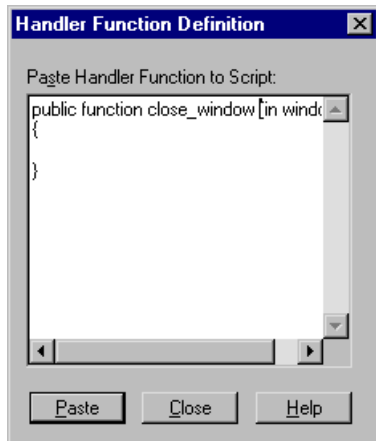 Handler Function Definition
Paste Handler Function to Script:
public function close_window [in windo
{
}
Paste Close Help